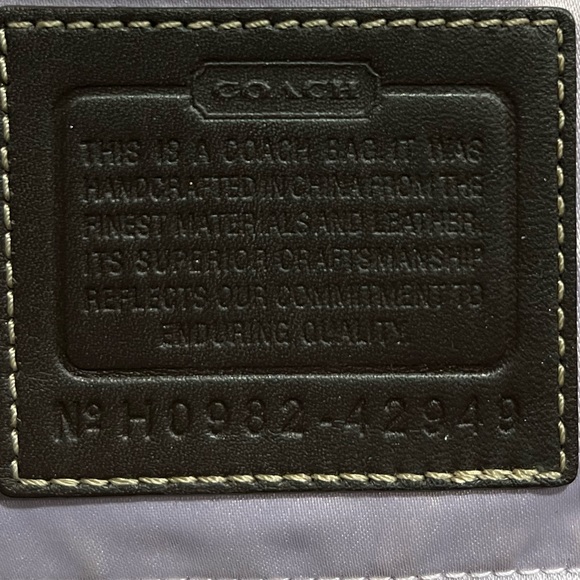 COACH
THIS IS A COACH BAG. IT WAS
HANDCRAFTED IN CHINA FROM THE
FINEST MATERIALS AND LEATHER.
ITS SUPERIOR CRAFTSMANSHIP
REFLECTS OUR COMMITMENT TO
ENDURING QUALITY.
Nº H0982-42949